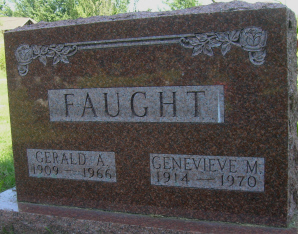 FAUGHT
GERALD A.
1909 — 1966
GENEVIEVE M.
1914 — 1970